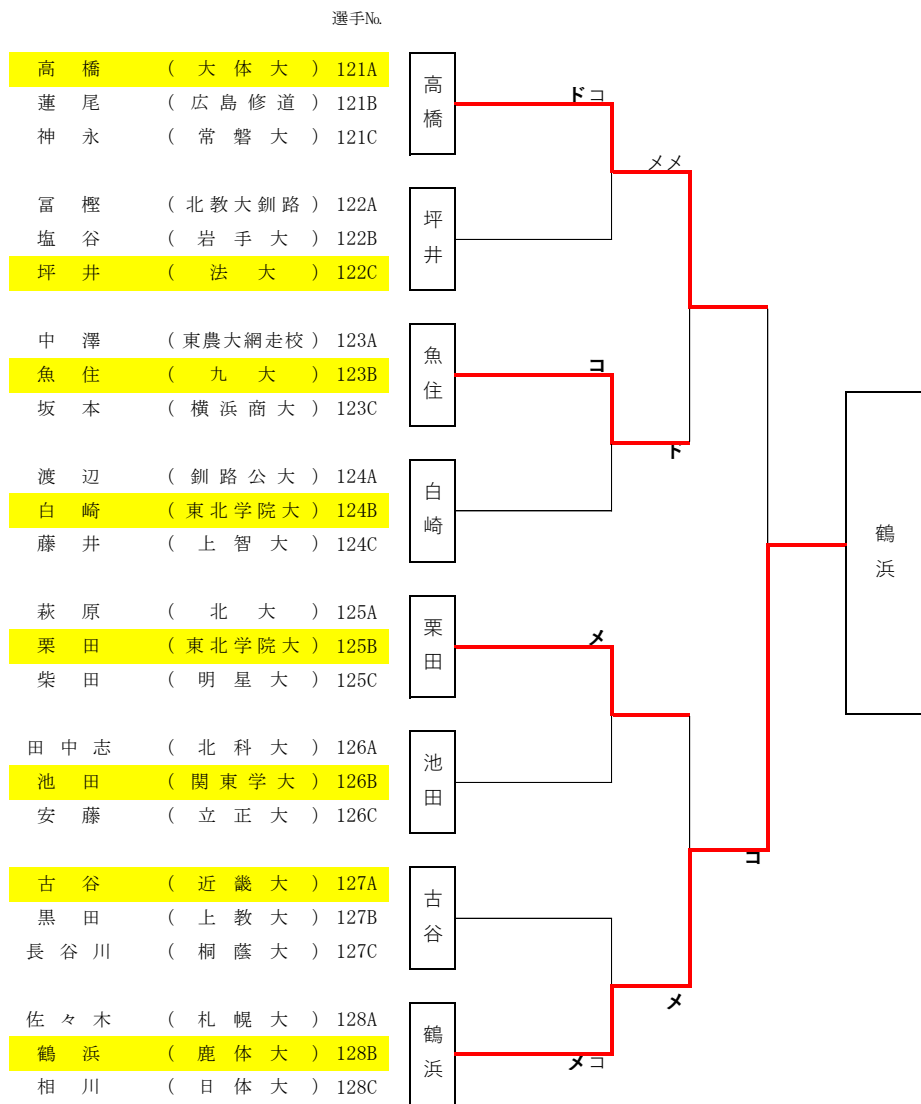 選手№
高橋 (大体大) 121A
蓮尾 (広島修道) 121B
神永 (常磐大) 121C
高橋
ドコ
メメ
冨樫 (北教大釧路) 122A
塩谷 (岩手大) 122B
坪井 (法大) 122C
坪井
中澤 (東農大網走校) 123A
魚住 (九大) 123B
坂本 (横浜商大) 123C
魚住
コ
ド
渡辺 (釧路公大) 124A
白崎 (東北学院大) 124B
藤井 (上智大) 124C
白崎
鶴浜
萩原 (北大) 125A
栗田 (東北学院大) 125B
柴田 (明星大) 125C
栗田
メ
田中志 (北科大) 126A
池田 (関東学大) 126B
安藤 (立正大) 126C
池田
コ
古谷 (近畿大) 127A
黒田 (上教大) 127B
長谷川 (桐蔭大) 127C
古谷
メ
佐々木 (札幌大) 128A
鶴浜 (鹿体大) 128B
相川 (日体大) 128C
鶴浜
メコ